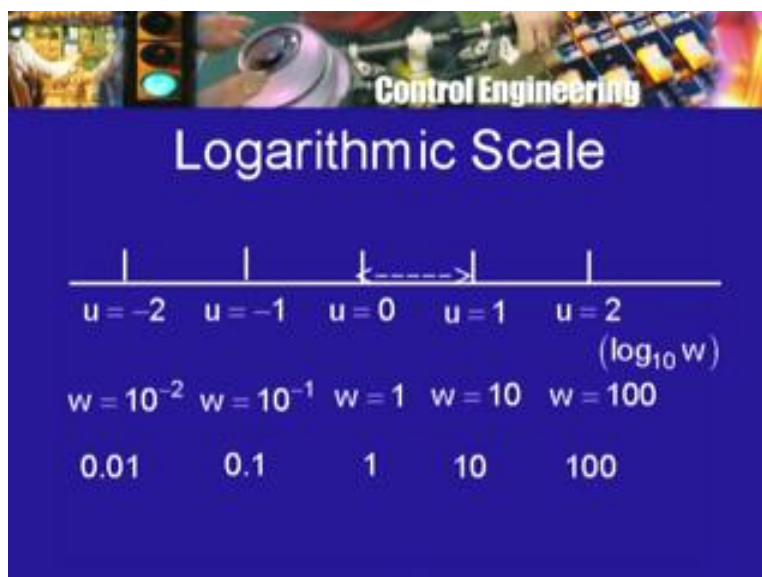 Control Engineering
Logarithmic Scale
u = −2 u = −1 u = 0 u = 1 u = 2
(log₁₀ w)
w = 10⁻² w = 10⁻¹ w = 1 w = 10 w = 100
0.01 0.1 1 10 100